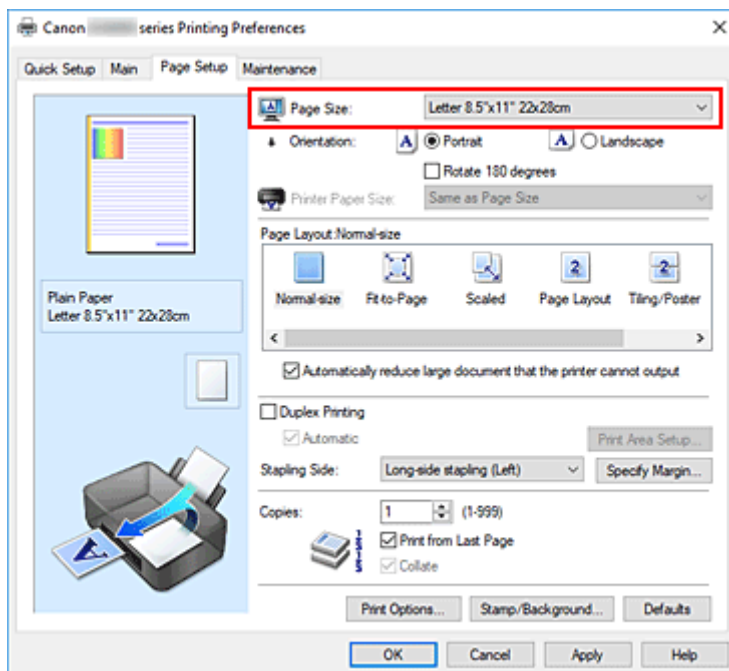 Canon series Printing Preferences
Quick Setup Main Page Setup Maintenance
Page Size: Letter 8.5"x11" 22x28cm
Orientation: A Portrait A Landscape
Rotate 180 degrees
Printer Paper Size: Same as Page Size
Page Layout:Normal-size
Normal-size Fit-to-Page Scaled Page Layout Tiling/Poster
Plain Paper
Letter 8.5"x11" 22x28cm
Automatically reduce large document that the printer cannot output
Duplex Printing
Automatic Print Area Setup...
Stapling Side: Long-side stapling (Left) Specify Margin...
Copies: 1 (1-999)
Print from Last Page
Collate
Print Options... Stamp/Background... Defaults
OK Cancel Apply Help